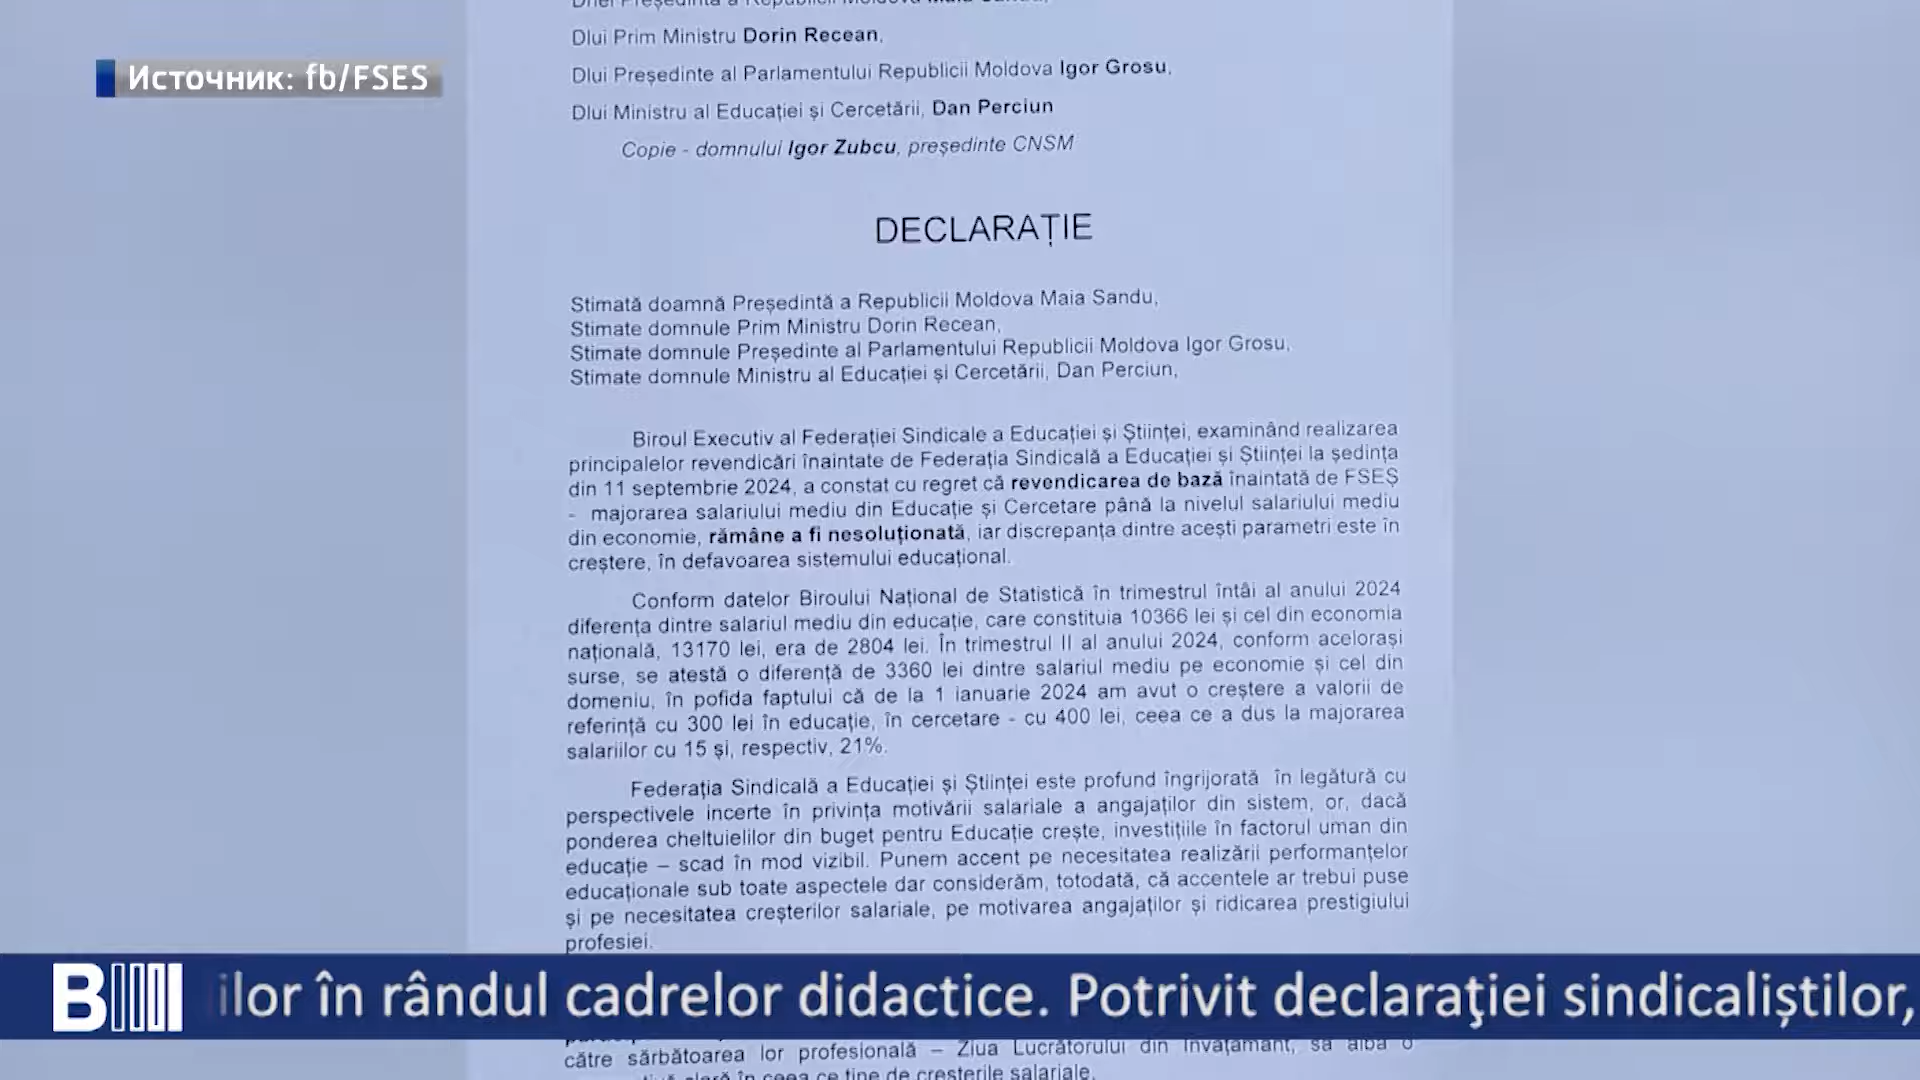 Dnei Președintă a Republicii Moldova Maia Sandu,
Dlui Prim Ministru Dorin Recean,
Источник: fb/FSES
Dlui Președinte al Parlamentului Republicii Moldova Igor Grosu,
Dlui Ministru al Educației și Cercetării, Dan Perciun
Copie - domnului Igor Zubcu, președinte CNSM
DECLARAȚIE
Stimată doamnă Președintă a Republicii Moldova Maia Sandu,
Stimate domnule Prim Ministru Dorin Recean,
Stimate domnule Președinte al Parlamentului Republicii Moldova Igor Grosu,
Stimate domnule Ministru al Educației și Cercetării, Dan Perciun,
Biroul Executiv al Federației Sindicale a Educației și Științei, examinând realizarea
principalelor revendicări înaintate de Federația Sindicală a Educației și Științei la ședința
din 11 septembrie 2024, a constat cu regret că revendicarea de bază înaintată de FSEȘ
- majorarea salariului mediu din Educație și Cercetare până la nivelul salariului mediu
din economie, rămâne a fi nesoluționată, iar discrepanța dintre acești parametri este în
creștere, în defavoarea sistemului educațional.
Conform datelor Biroului Național de Statistică în trimestrul întâi al anului 2024
diferența dintre salariul mediu din educație, care constituia 10366 lei și cel din economia
națională, 13170 lei, era de 2804 lei. În trimestrul II al anului 2024, conform acelorași
surse, se atestă o diferență de 3360 lei dintre salariul mediu pe economie și cel din
domeniu, în pofida faptului că de la 1 ianuarie 2024 am avut o creștere a valorii de
referință cu 300 lei în educație, în cercetare - cu 400 lei, ceea ce a dus la majorarea
salariilor cu 15 și, respectiv, 21%.
Federația Sindicală a Educației și Științei este profund îngrijorată în legătură cu
perspectivele incerte în privința motivării salariale a angajaților din sistem, or, dacă
ponderea cheltuielilor din buget pentru Educație crește, investițiile în factorul uman din
educație – scad în mod vizibil. Punem accent pe necesitatea realizării performanțelor
educaționale sub toate aspectele dar considerăm, totodată, că accentele ar trebui puse
și pe necesitatea creșterilor salariale, pe motivarea angajaților și ridicarea prestigiului
profesiei.
B ilor în rândul cadrelor didactice. Potrivit declaraţiei sindicaliștilor,
către sărbătoarea lor profesională – Ziua Lucrătorului din Învățământ, să aibă o
clară în ceea ce ține de creșterile salariale.